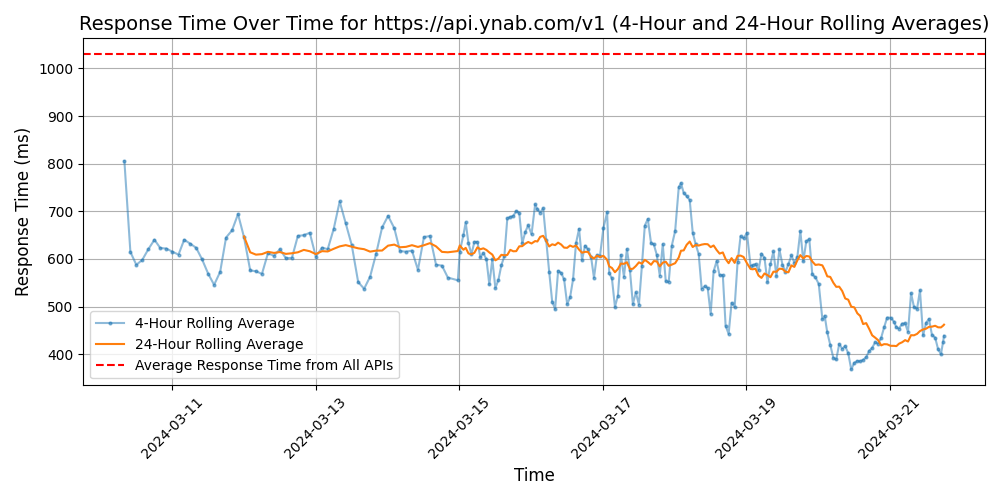 Response Time Over Time for https://api.ynab.com/v1 (4-Hour and 24-Hour Rolling Averages)
Response Time (ms)
1000
900
800
700
600
500
400
4-Hour Rolling Average
24-Hour Rolling Average
Average Response Time from All APIs
2024-03-11
2024-03-13
2024-03-15
2024-03-17
2024-03-19
2024-03-21
Time